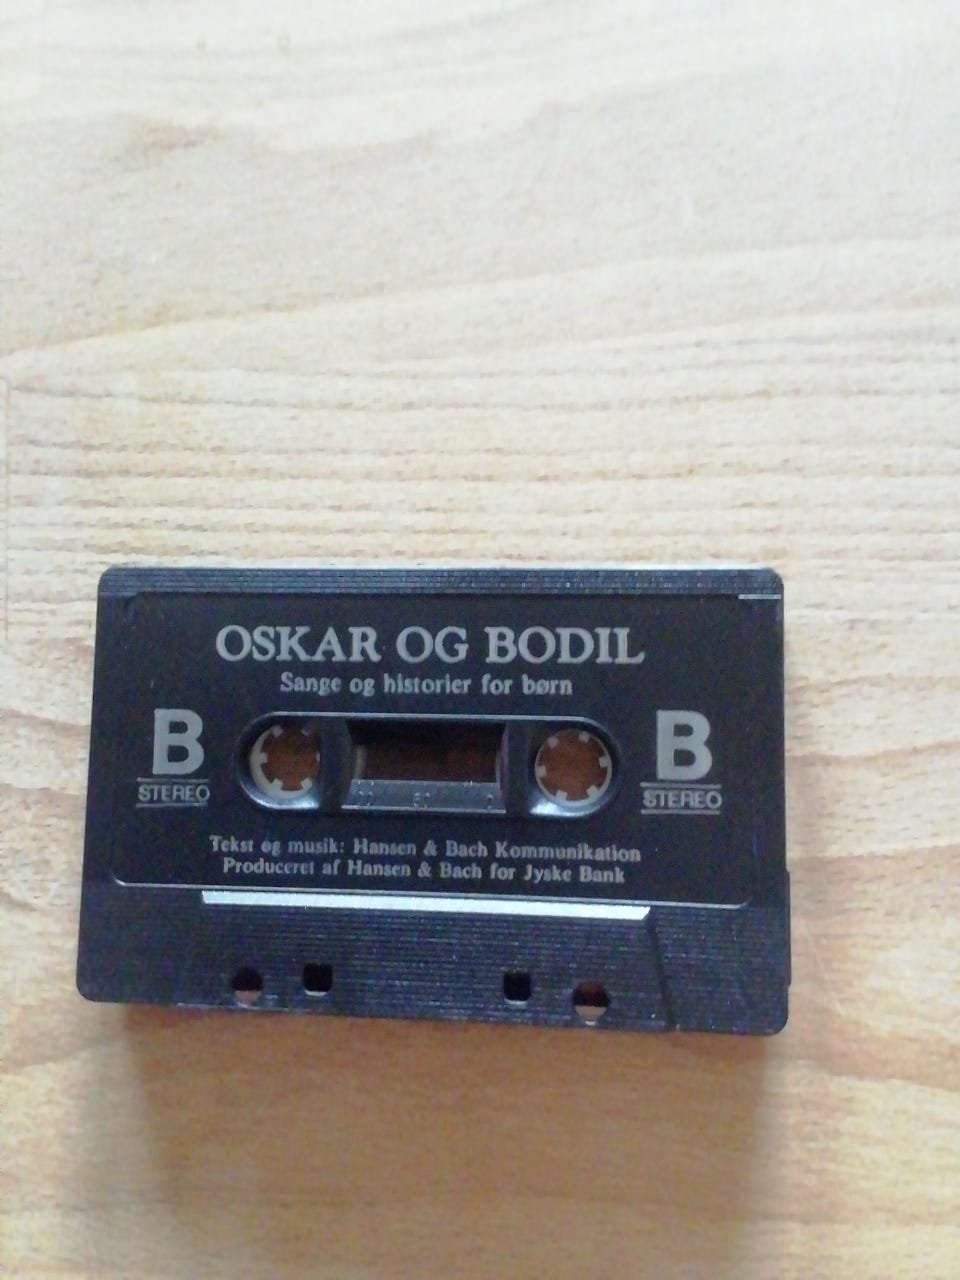 OSKAR OG BODIL
Sange og historier for børn
B B
STEREO STEREO
Tekst og musik: Hansen & Bach Kommunikation
Produceret af Hansen & Bach for Jyske Bank